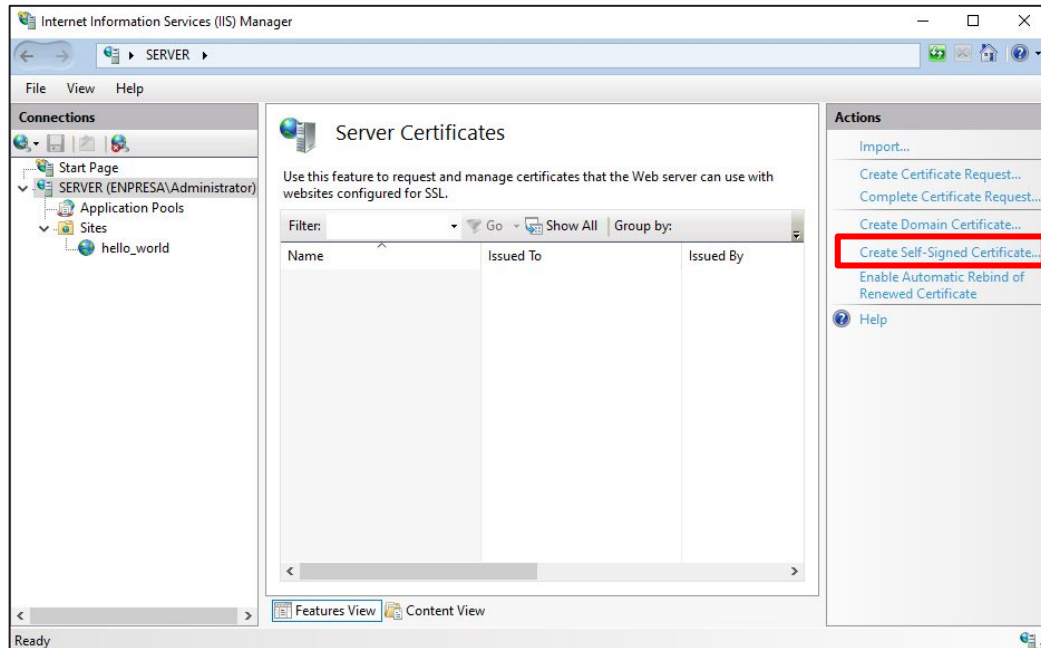 Internet Information Services (IIS) Manager
SERVER
File View Help
Connections
Start Page
SERVER (ENPRESA\Administrator)
Application Pools
Sites
hello_world
Server Certificates
Use this feature to request and manage certificates that the Web server can use with
websites configured for SSL.
Filter: Go Show All Group by:
Name Issued To Issued By
Features View Content View
Actions
Import...
Create Certificate Request...
Complete Certificate Request...
Create Domain Certificate...
Create Self-Signed Certificate...
Enable Automatic Rebind of
Renewed Certificate
Help
Ready